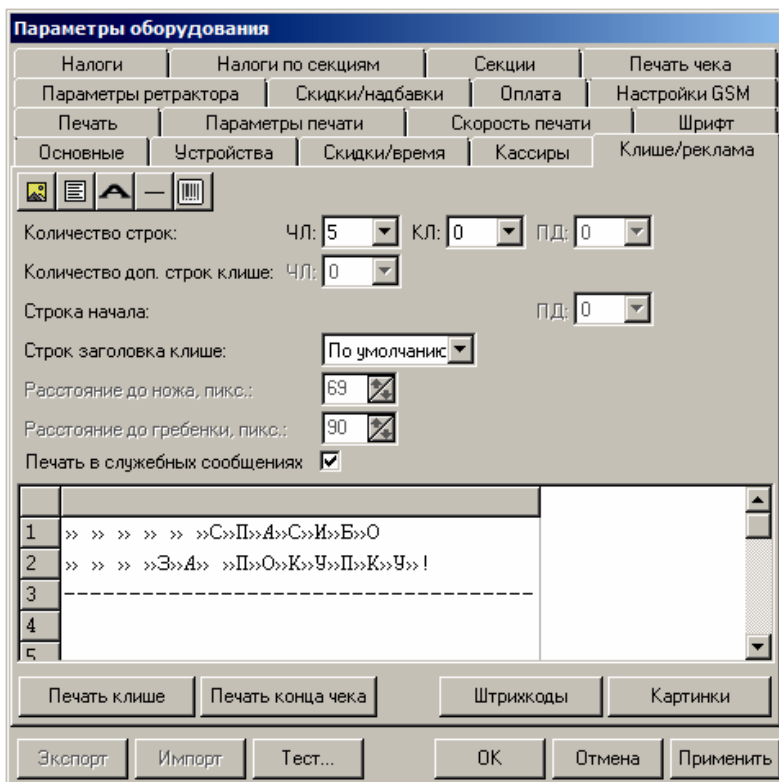 Параметры оборудования
Налоги Налоги по секциям Секции Печать чека
Параметры ретрактора Скидки/надбавки Оплата Настройки GSM
Печать Параметры печати Скорость печати Шрифт
Основные Устройства Скидки/время Кассиры Клише/реклама
Количество строк: ЧЛ: 5 КЛ: 0 ПД: 0
Количество доп. строк клише: ЧЛ: 0
Строка начала: ПД: 0
Строк заголовка клише: По умолчанию
Расстояние до ножа, пикс.: 69
Расстояние до гребенки, пикс.: 90
Печать в служебных сообщениях
1 » » » » » »С»П»А»С»И»Б»О
2 » » » »З»А» »П»О»К»У»П»К»У»!
3 ------------------------------------
4
5
Печать клише Печать конца чека Штрихкоды Картинки
Экспорт Импорт Тест... OK Отмена Применить